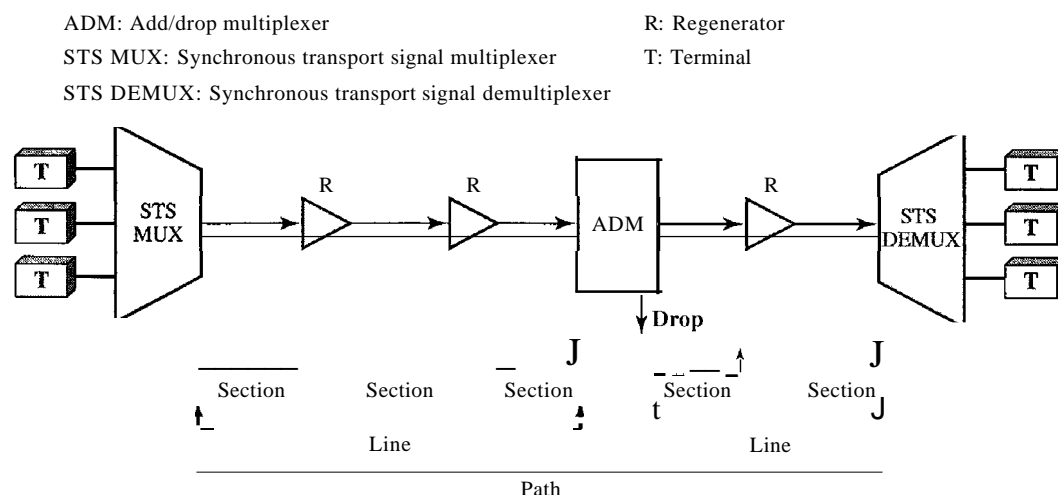 ADM: Add/drop multiplexer R: Regenerator
STS MUX: Synchronous transport signal multiplexer T: Terminal
STS DEMUX: Synchronous transport signal demultiplexer
T T
R R R
T STS MUX ADM STS DEMUX T
T T
Drop
J J
Section Section Section Section Section
t J
Line Line
Path